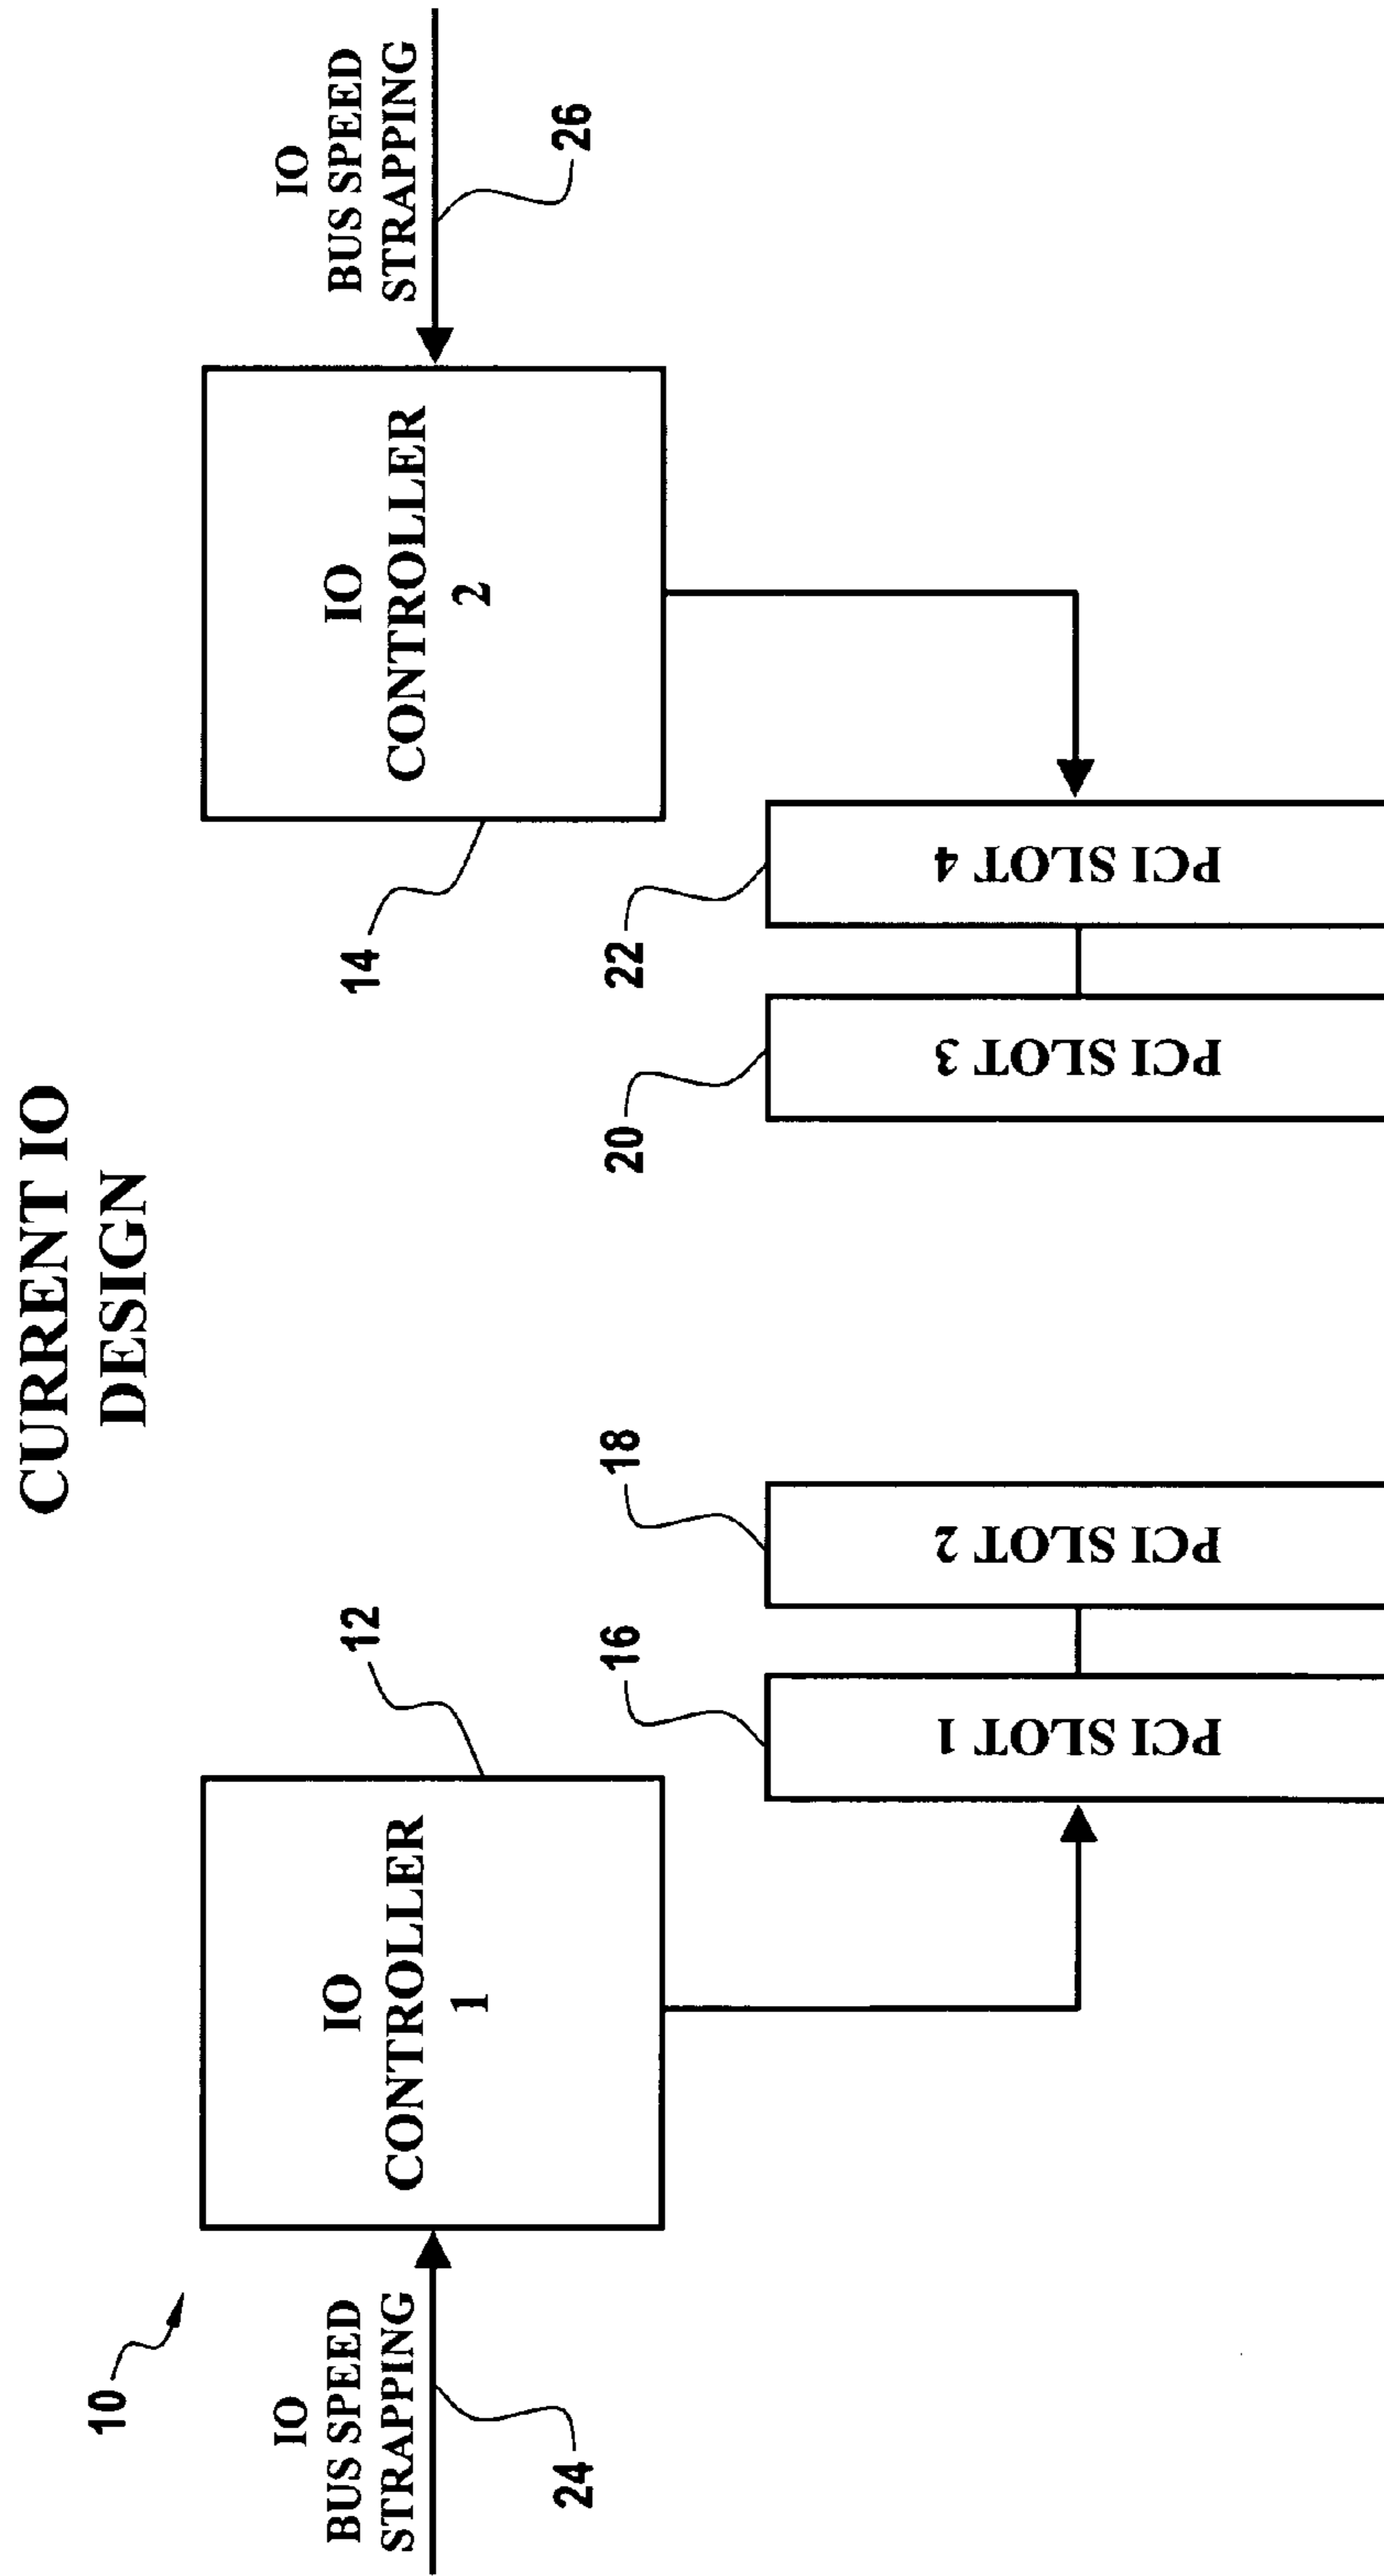 CURRENT IO
DESIGN
10
IO
BUS SPEED
STRAPPING
24
IO
CONTROLLER
1
12
IO
CONTROLLER
2
14
IO
BUS SPEED
STRAPPING
26
16
PCI SLOT 1
18
PCI SLOT 2
20
PCI SLOT 3
22
PCI SLOT 4